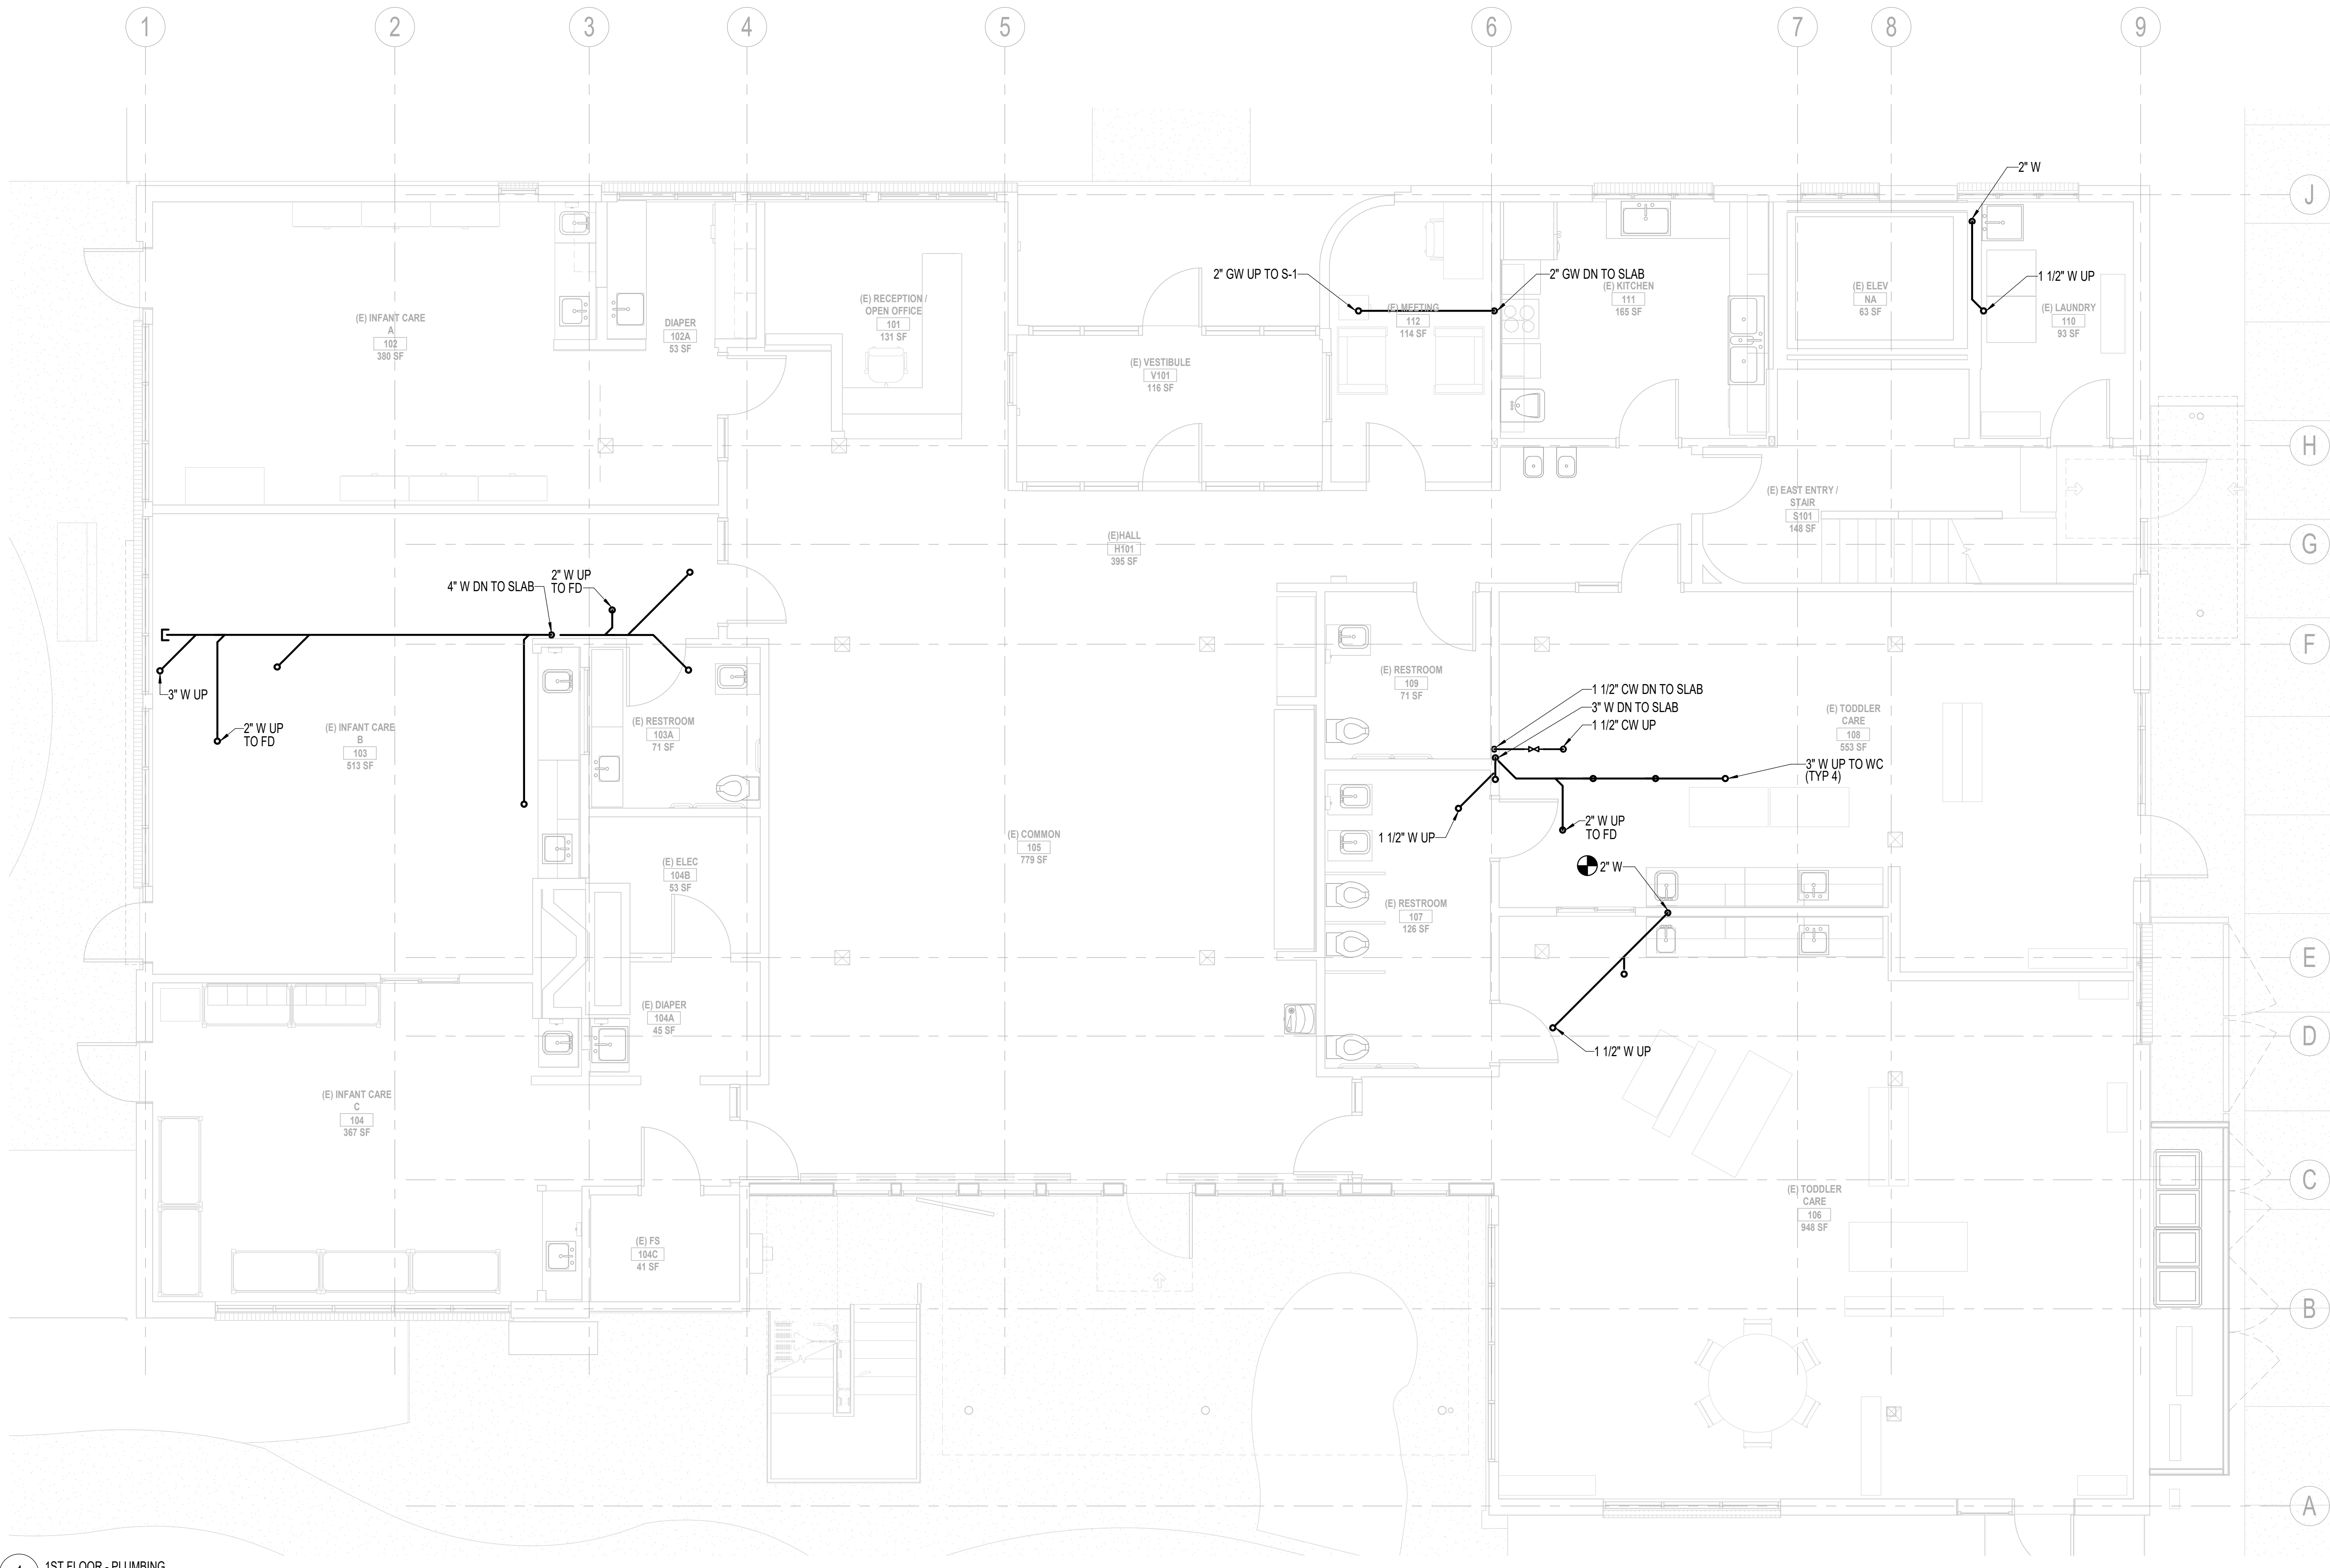 1
2
3
4
5
6
7
8
9
2" W
J
2" GW UP TO S-1
2" GW DN TO SLAB
1 1/2" W UP
(E) KITCHEN
111
165 SF
(E) ELEV
NA
63 SF
(E) LAUNDRY
110
93 SF
(E) RECEPTION /
OPEN OFFICE
101
131 SF
(E) MEETING
112
114 SF
(E) INFANT CARE
A
102
380 SF
DIAPER
102A
53 SF
(E) VESTIBULE
V101
116 SF
H
(E) EAST ENTRY /
STAIR
S101
148 SF
(E)HALL
H101
395 SF
G
4" W DN TO SLAB
2" W UP
TO FD
F
3" W UP
2" W UP
TO FD
(E) INFANT CARE
B
103
513 SF
(E) RESTROOM
103A
71 SF
(E) RESTROOM
109
71 SF
1 1/2" CW DN TO SLAB
3" W DN TO SLAB
1 1/2" CW UP
(E) TODDLER
CARE
108
553 SF
3" W UP TO WC
(TYP 4)
1 1/2" W UP
2" W UP
TO FD
(E) COMMON
105
779 SF
(E) ELEC
104B
53 SF
2" W
(E) RESTROOM
107
126 SF
E
(E) DIAPER
104A
45 SF
D
1 1/2" W UP
(E) INFANT CARE
C
104
367 SF
C
(E) TODDLER
CARE
106
948 SF
(E) FS
104C
41 SF
B
A
1ST FLOOR - PLUMBING